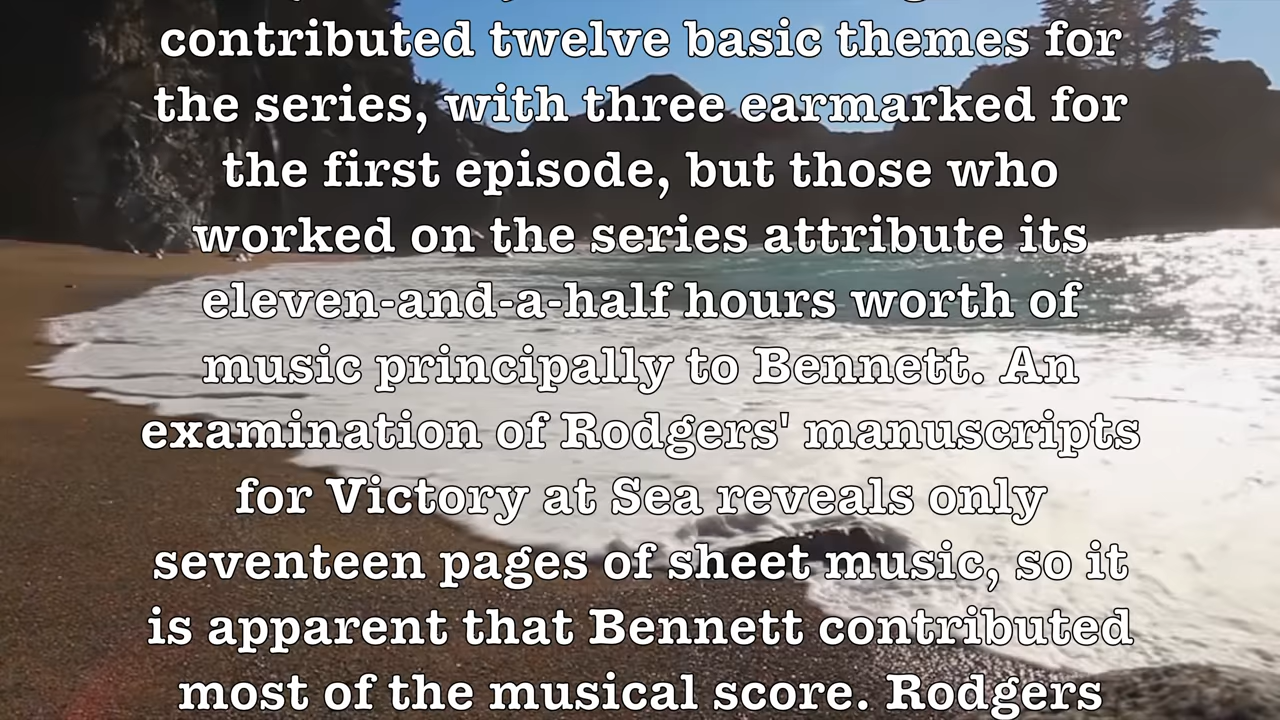 contributed twelve basic themes for
the series, with three earmarked for
the first episode, but those who
worked on the series attribute its
eleven-and-a-half hours worth of
music principally to Bennett. An
examination of Rodgers' manuscripts
for Victory at Sea reveals only
seventeen pages of sheet music, so it
is apparent that Bennett contributed
most of the musical score. Rodgers